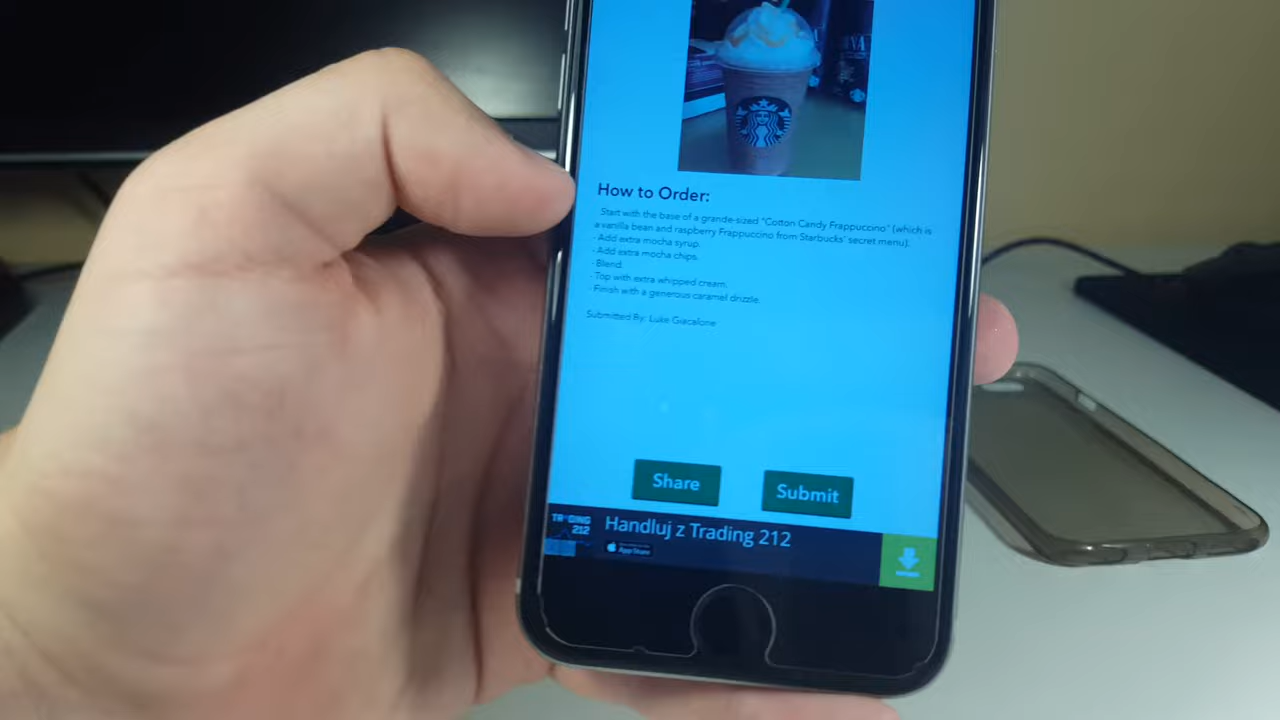 How to Order:
Start with the base of a grande-sized "Cotton Candy Frappuccino" (which is
a vanilla bean and raspberry Frappuccino from Starbucks' secret menu).
- Add extra mocha syrup.
- Add extra mocha chips.
- Blend.
- Top with extra whipped cream.
- Finish with a generous caramel drizzle.
Submitted By: Luke Giacalone
Share
Submit
TRADING
212
Handluj z Trading 212
App Store